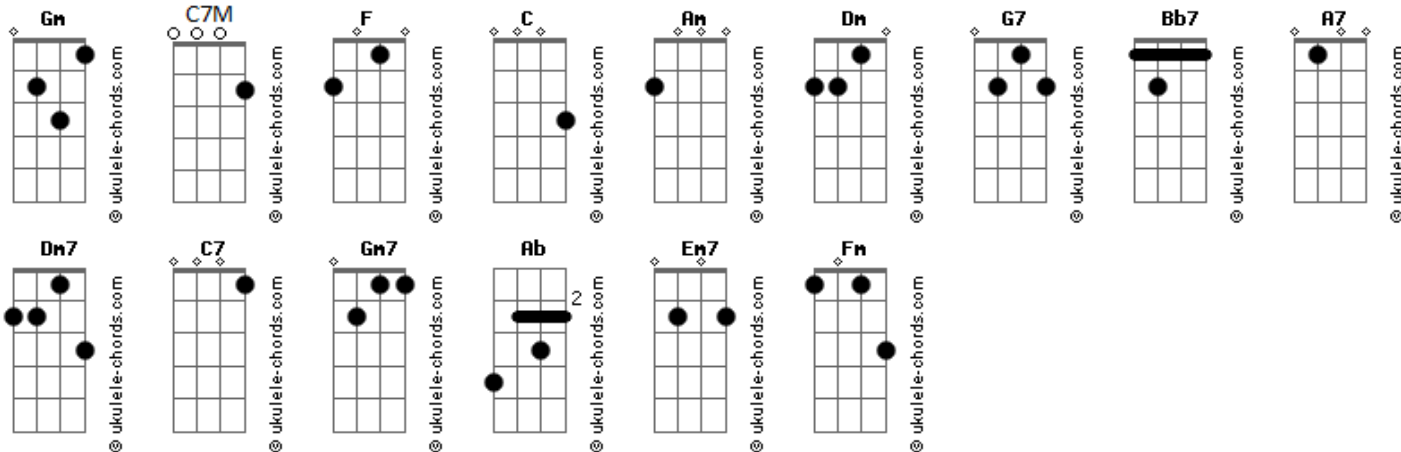 Gm C7M F C Am Dm G7 Bb7 A7
© ukulele-chords.com © ukulele-chords.com © ukulele-chords.com © ukulele-chords.com © ukulele-chords.com © ukulele-chords.com © ukulele-chords.com © ukulele-chords.com © ukulele-chords.com
Dm7 C7 Gm7 Ab Em7 Fm
2
© ukulele-chords.com © ukulele-chords.com © ukulele-chords.com © ukulele-chords.com © ukulele-chords.com © ukulele-chords.com